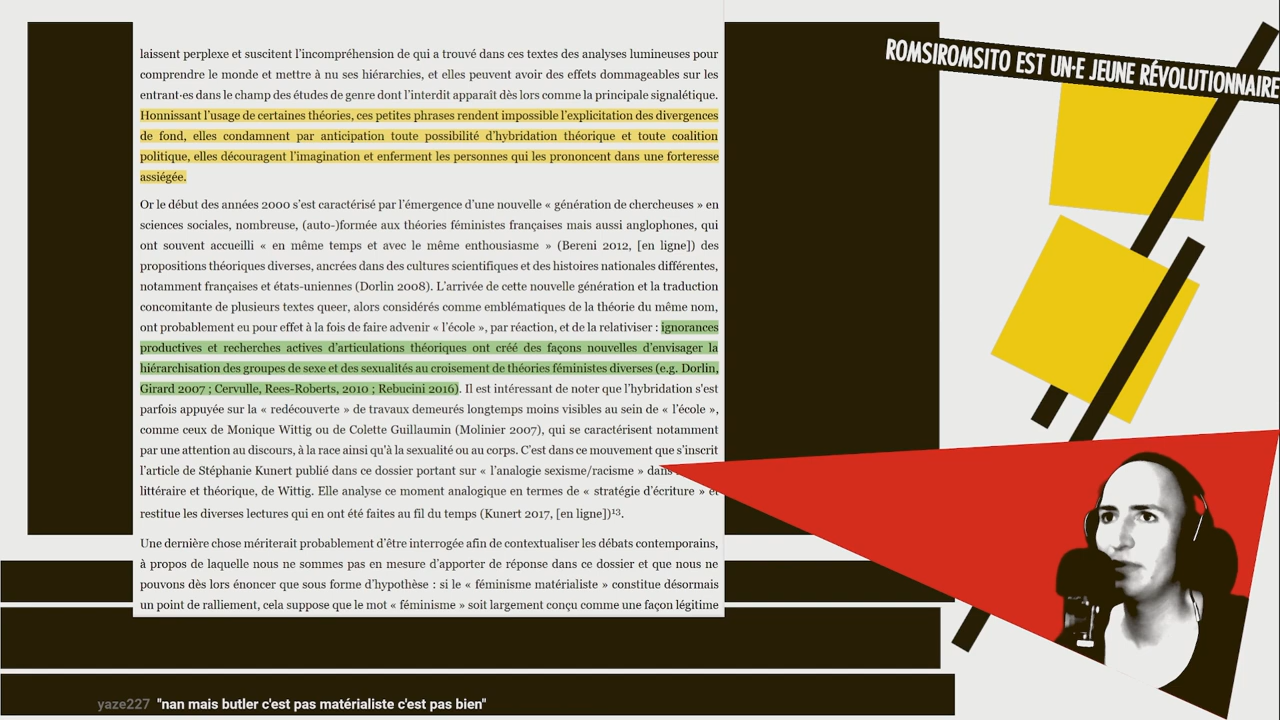 ROMSIROMSITO EST UN·E JEUNE RÉVOLUTIONNAIRE
laissent perplexe et suscitent l'incompréhension de qui a trouvé dans ces textes des analyses lumineuses pour
comprendre le monde et mettre à nu ses hiérarchies, et elles peuvent avoir des effets dommageables sur les
entrant·es dans le champ des études de genre dont l'interdit apparaît dès lors comme la principale signalétique.
Honnissant l'usage de certaines théories, ces petites phrases rendent impossible l'explicitation des divergences
de fond, elles condamnent par anticipation toute possibilité d'hybridation théorique et toute coalition
politique, elles découragent l'imagination et enferment les personnes qui les prononcent dans une forteresse
assiégée.
Or le début des années 2000 s'est caractérisé par l'émergence d'une nouvelle « génération de chercheuses » en
sciences sociales, nombreuse, (auto-)formée aux théories féministes françaises mais aussi anglophones, qui
ont souvent accueilli « en même temps et avec le même enthousiasme » (Bereni 2012, [en ligne]) des
propositions théoriques diverses, ancrées dans des cultures scientifiques et des histoires nationales différentes,
notamment françaises et états-uniennes (Dorlin 2008). L'arrivée de cette nouvelle génération et la traduction
concomitante de plusieurs textes queer, alors considérés comme emblématiques de la théorie du même nom,
ont probablement eu pour effet à la fois de faire advenir « l'école », par réaction, et de la relativiser : ignorances
productives et recherches actives d'articulations théoriques ont créé des façons nouvelles d'envisager la
hiérarchisation des groupes de sexe et des sexualités au croisement de théories féministes diverses (e.g. Dorlin,
Girard 2007 ; Cervulle, Rees-Roberts, 2010 ; Rebucini 2016). Il est intéressant de noter que l'hybridation s'est
parfois appuyée sur la « redécouverte » de travaux demeurés longtemps moins visibles au sein de « l'école »,
comme ceux de Monique Wittig ou de Colette Guillaumin (Molinier 2007), qui se caractérisent notamment
par une attention au discours, à la race ainsi qu'à la sexualité ou au corps. C'est dans ce mouvement que s'inscrit
l'article de Stéphanie Kunert publié dans ce dossier portant sur « l'analogie sexisme/racisme » dans
littéraire et théorique, de Wittig. Elle analyse ce moment analogique en termes de « stratégie d'écriture » et
restitue les diverses lectures qui en ont été faites au fil du temps (Kunert 2017, [en ligne])¹³.
Une dernière chose mériterait probablement d'être interrogée afin de contextualiser les débats contemporains,
à propos de laquelle nous ne sommes pas en mesure d'apporter de réponse dans ce dossier et que nous ne
pouvons dès lors énoncer que sous forme d'hypothèse : si le « féminisme matérialiste » constitue désormais
un point de ralliement, cela suppose que le mot « féminisme » soit largement conçu comme une façon légitime
yaze227 "nan mais butler c'est pas matérialiste c'est pas bien"